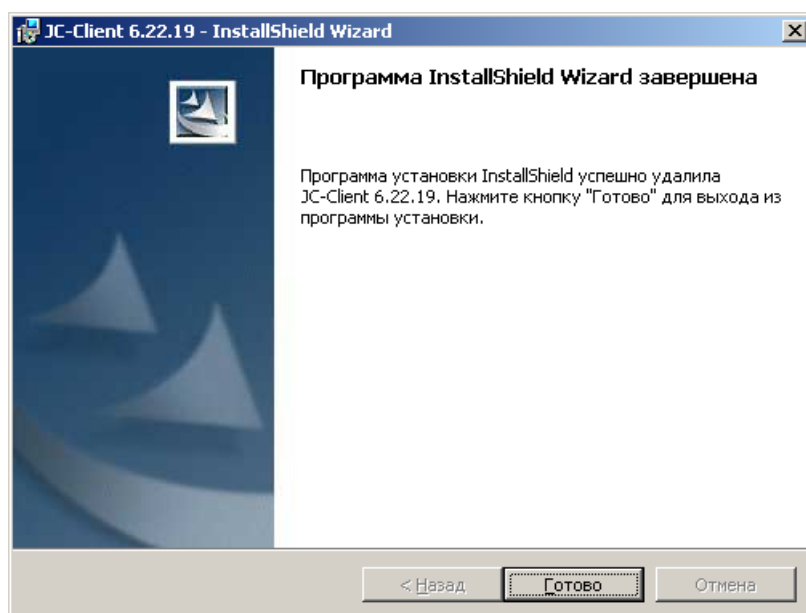 JC-Client 6.22.19 - InstallShield Wizard
Программа InstallShield Wizard завершена
Программа установки InstallShield успешно удалила
JC-Client 6.22.19. Нажмите кнопку "Готово" для выхода из
программы установки.
< Назад Готово Отмена